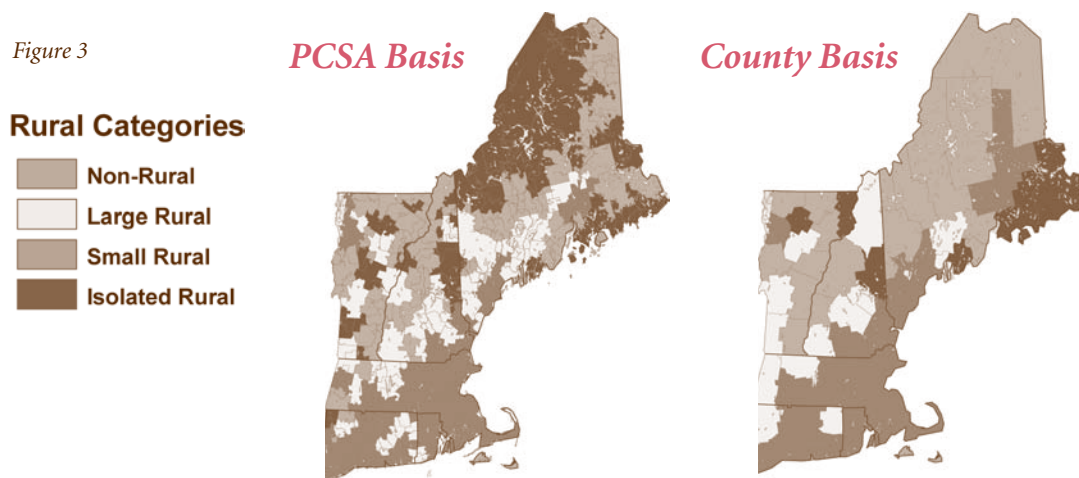 Figure 3
PCSA Basis
County Basis
Rural Categories
Non-Rural
Large Rural
Small Rural
Isolated Rural